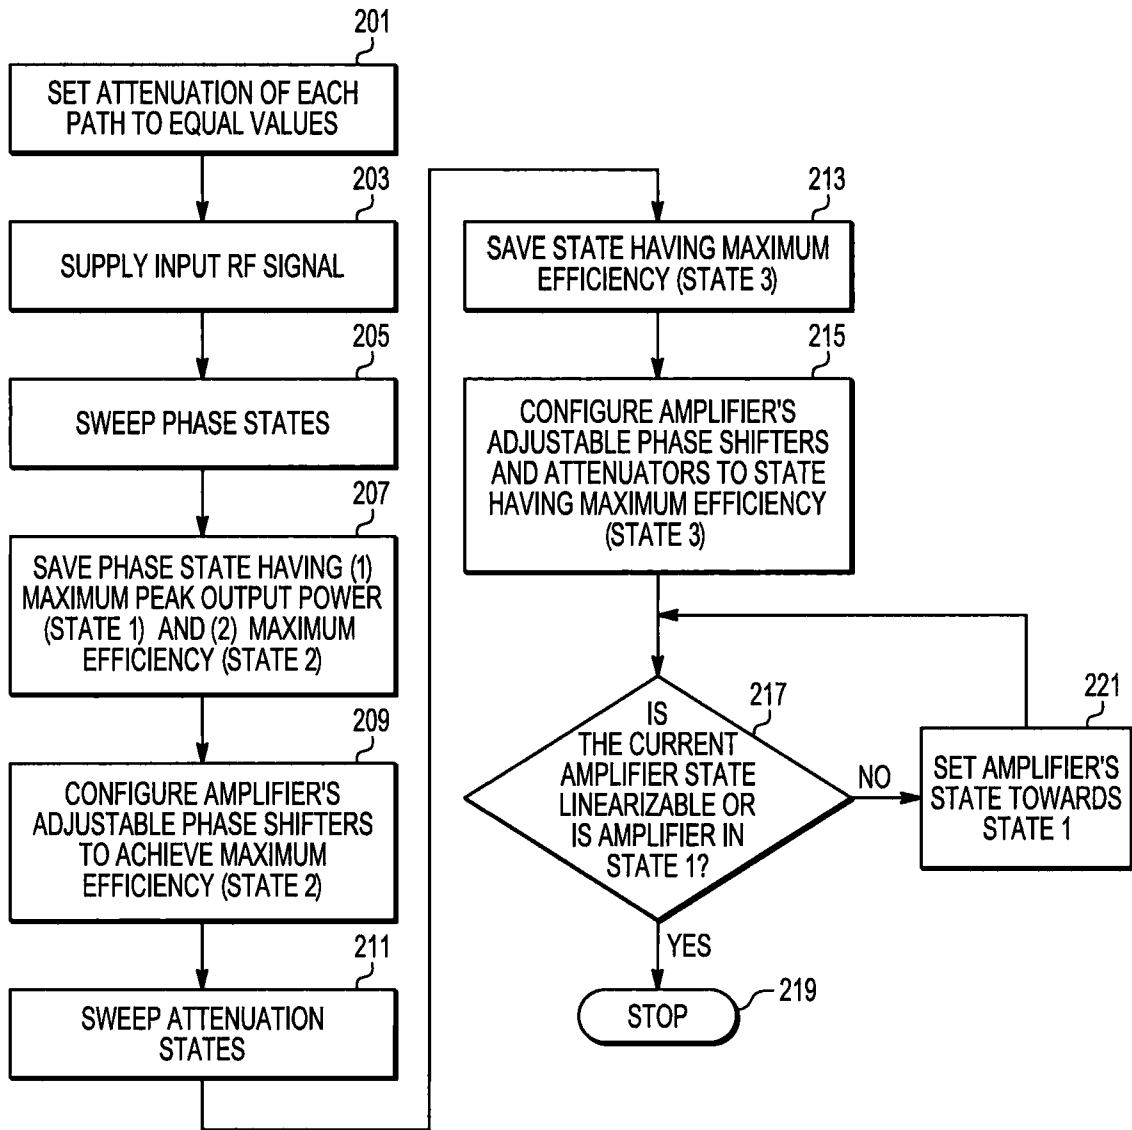 201
SET ATTENUATION OF EACH
PATH TO EQUAL VALUES
203
SUPPLY INPUT RF SIGNAL
205
SWEEP PHASE STATES
207
SAVE PHASE STATE HAVING (1)
MAXIMUM PEAK OUTPUT POWER
(STATE 1) AND (2) MAXIMUM
EFFICIENCY (STATE 2)
209
CONFIGURE AMPLIFIER'S
ADJUSTABLE PHASE SHIFTERS
TO ACHIEVE MAXIMUM
EFFICIENCY (STATE 2)
211
SWEEP ATTENUATION
STATES
213
SAVE STATE HAVING MAXIMUM
EFFICIENCY (STATE 3)
215
CONFIGURE AMPLIFIER'S
ADJUSTABLE PHASE SHIFTERS
AND ATTENUATORS TO STATE
HAVING MAXIMUM EFFICIENCY
(STATE 3)
217
IS
THE CURRENT
AMPLIFIER STATE
LINEARIZABLE OR
IS AMPLIFIER IN
STATE 1?
NO
221
SET AMPLIFIER'S
STATE TOWARDS
STATE 1
YES
219
STOP